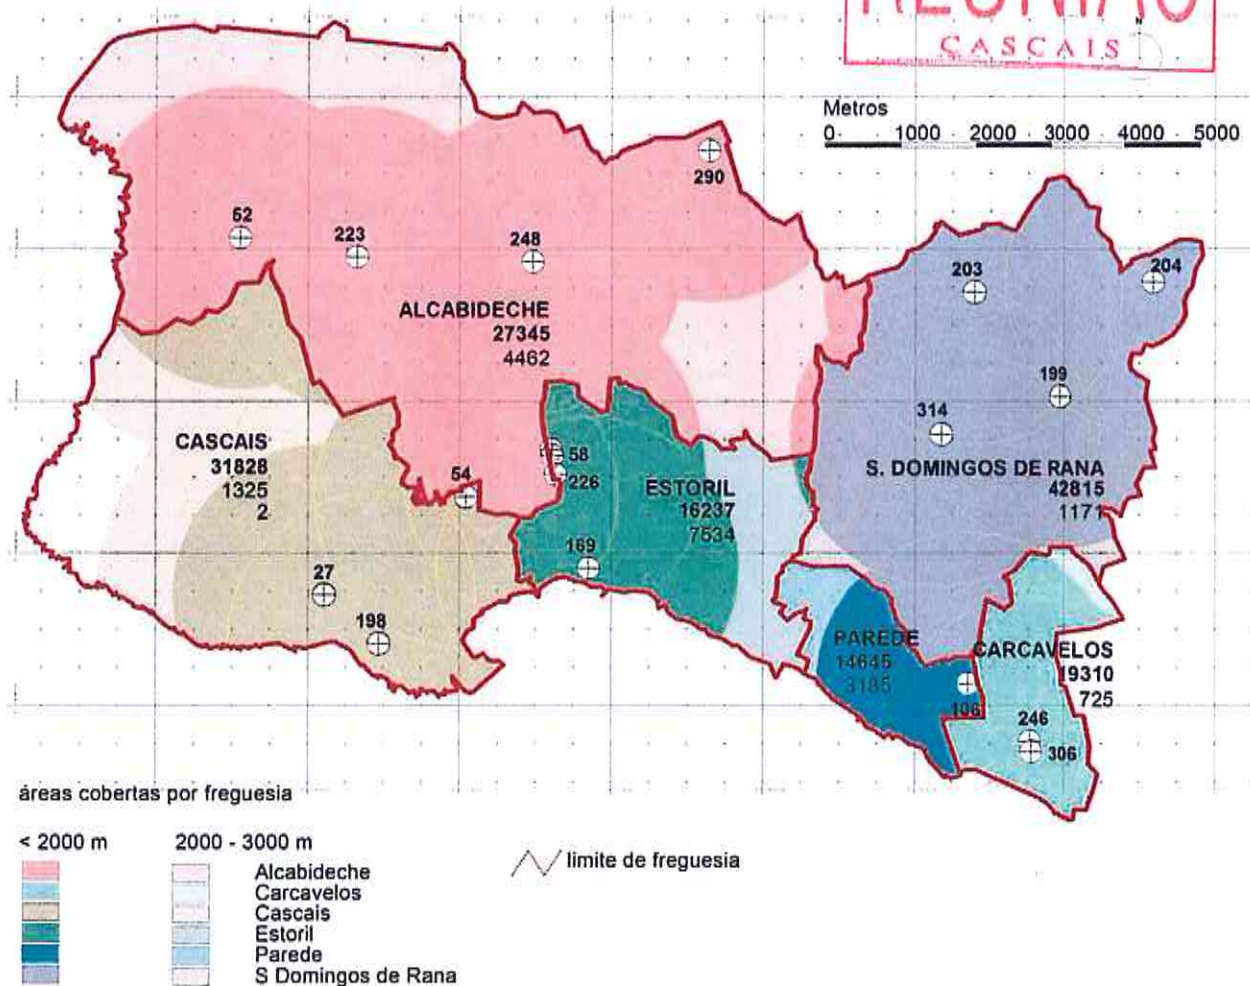 REUNIÃO
CASCAIS
N
Metros
0 1000 2000 3000 4000 5000
290
52
223
248
203
204
ALCABIDECHE
27345
4462
199
314
CASCAIS
31828
1325
2
58
226
54
ESTORIL
16237
7534
S. DOMINGOS DE RANA
42815
1171
169
27
198
PAREDE
14645
3185
CARCAVELOS
19310
725
106
246
306
áreas cobertas por freguesia
< 2000 m 2000 - 3000 m
limite de freguesia
Alcabideche
Carcavelos
Cascais
Estoril
Parede
S Domingos de Rana